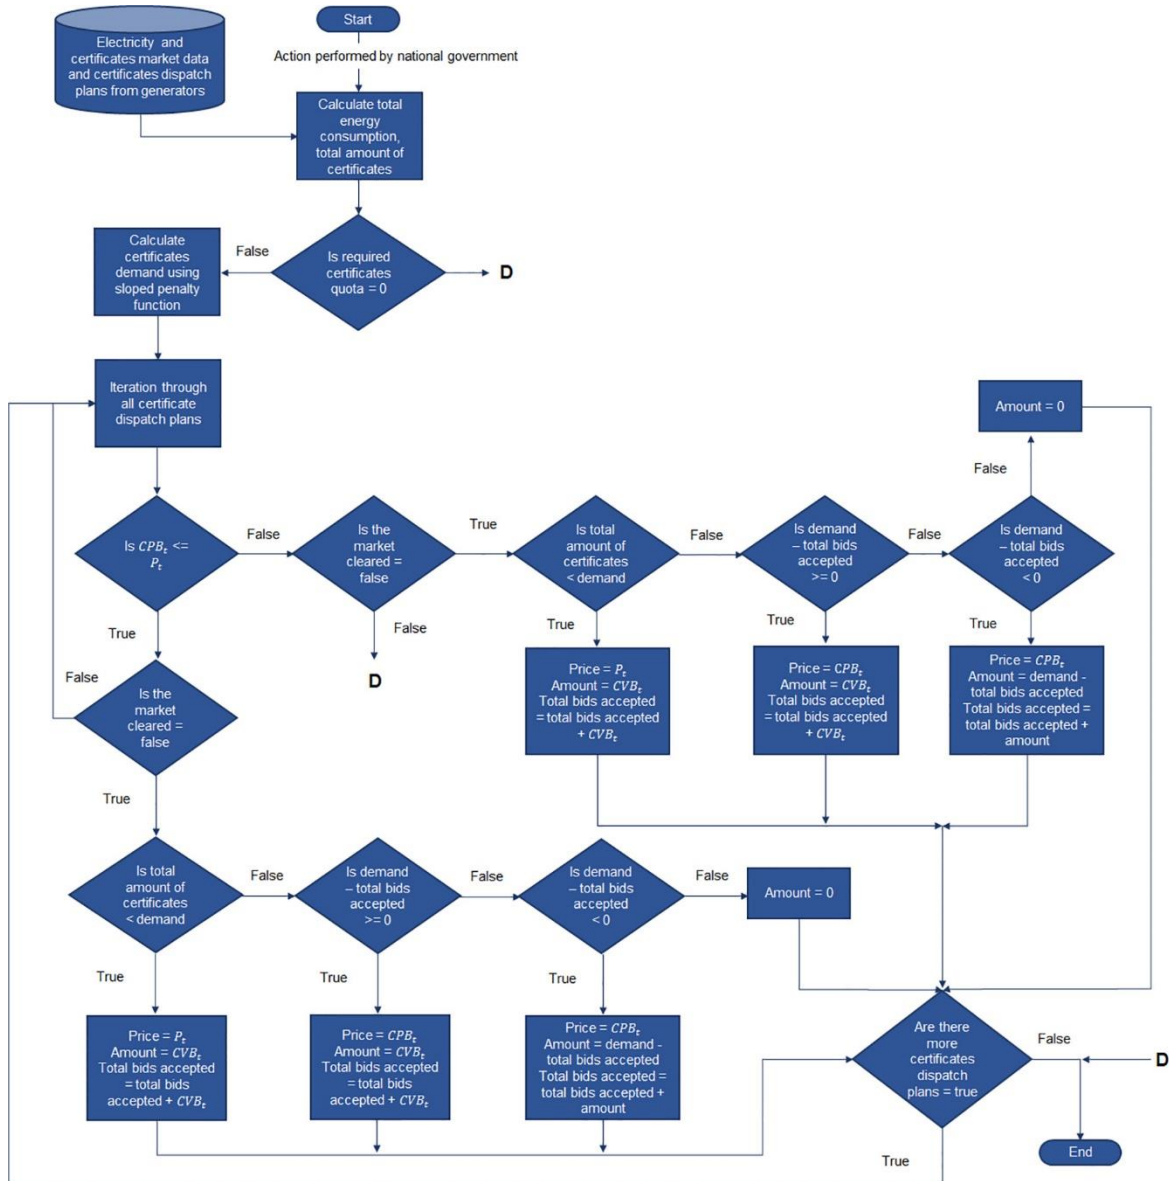 Start
Electricity and
certificates market data
and certificates dispatch
plans from generators
Action performed by national government
Calculate total
energy
consumption,
total amount of
certificates
Calculate
certificates
demand using
sloped penalty
function
False
Is required
certificates
quota = 0
D
Iteration through
all certificate
dispatch plans
Amount = 0
False
Is CPBₜ <=
Pₜ
False
Is the
market
cleared =
false
True
Is total
amount of
certificates
< demand
False
Is demand
– total bids
accepted
>= 0
False
Is demand
– total bids
accepted
< 0
True
False
True
True
True
False
D
Price = Pₜ
Amount = CVBₜ
Total bids accepted
= total bids accepted
+ CVBₜ
Price = CPBₜ
Amount = CVBₜ
Total bids accepted
= total bids accepted
+ CVBₜ
Price = CPBₜ
Amount = demand -
total bids accepted
Total bids accepted =
total bids accepted +
amount
Is the
market
cleared =
false
True
Is total
amount of
certificates
< demand
False
Is demand
– total bids
accepted
>= 0
False
Is demand
– total bids
accepted
< 0
False
Amount = 0
True
True
True
Price = Pₜ
Amount = CVBₜ
Total bids accepted
= total bids
accepted + CVBₜ
Price = CPBₜ
Amount = CVBₜ
Total bids accepted
= total bids
accepted + CVBₜ
Price = CPBₜ
Amount = demand -
total bids accepted
Total bids accepted =
total bids accepted +
amount
Are there
more
certificates
dispatch
plans = true
False
D
True
End